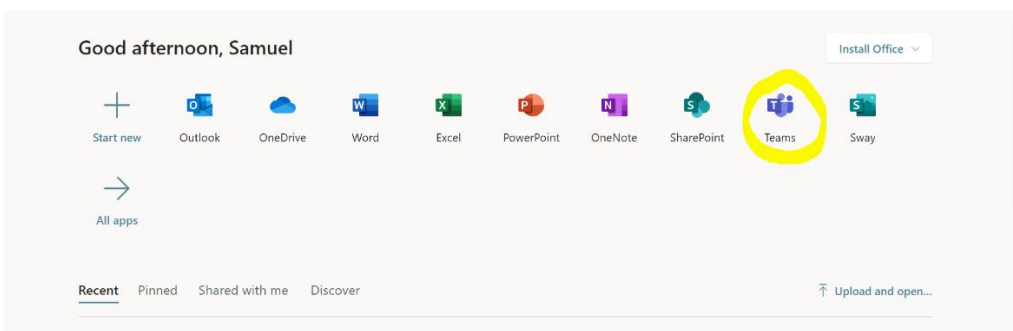 Good afternoon, Samuel
Install Office
Start new Outlook OneDrive Word Excel PowerPoint OneNote SharePoint Teams Sway
All apps
Recent Pinned Shared with me Discover Upload and open...